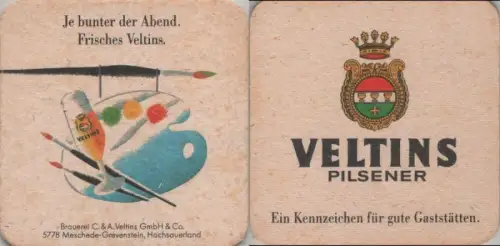 Je bunter der Abend.
Frisches Veltins.
VELTINS
Brauerei C. & A. Veltins GmbH & Co.
5778 Meschede-Grevenstein, Hochsauerland
VELTINS
PILSENER
Ein Kennzeichen für gute Gaststätten.